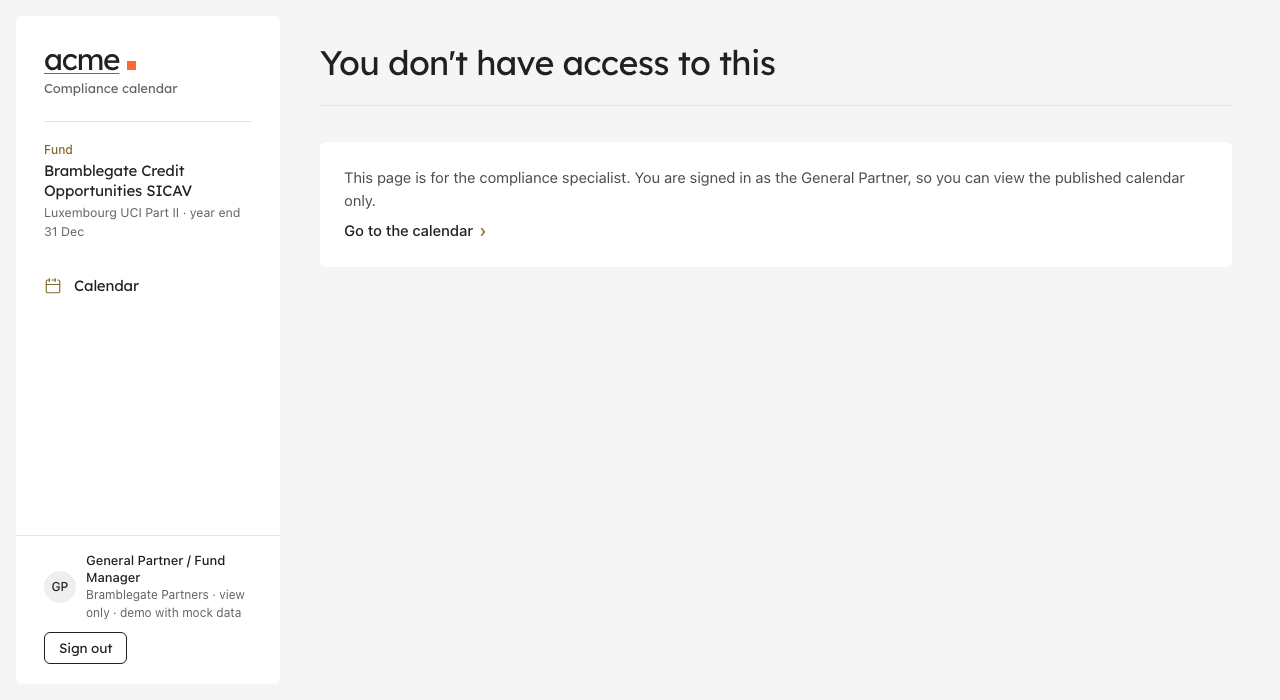 acme
Compliance calendar
Fund
Bramblegate Credit
Opportunities SICAV
Luxembourg UCI Part II · year end
31 Dec
Calendar
GP
General Partner / Fund
Manager
Bramblegate Partners · view
only · demo with mock data
Sign out
You don't have access to this
This page is for the compliance specialist. You are signed in as the General Partner, so you can view the published calendar
only.
Go to the calendar ›